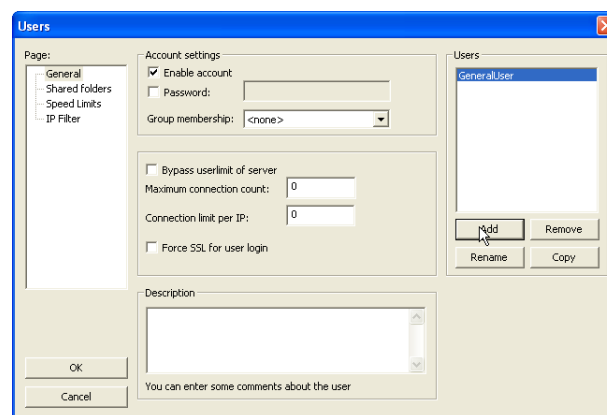 Users
Page:
General
Shared folders
Speed Limits
IP Filter
OK
Cancel
Account settings
Enable account
Password:
Group membership: <none>
Bypass userlimit of server
Maximum connection count: 0
Connection limit per IP: 0
Force SSL for user login
Description
You can enter some comments about the user
Users
GeneralUser
Add Remove
Rename Copy